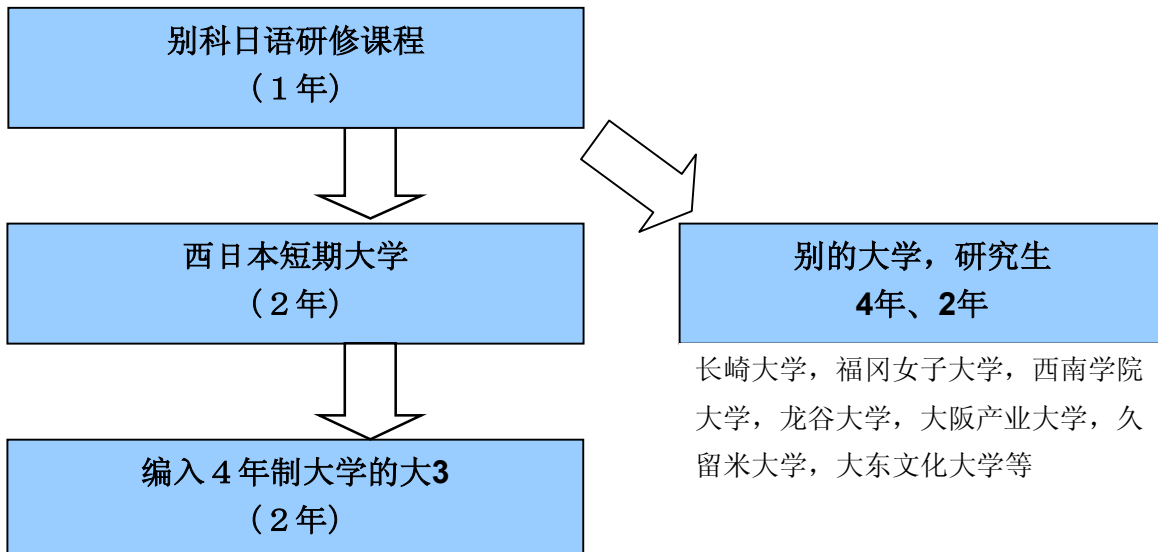 别科日语研修课程
（１年）
西日本短期大学
（２年）
别的大学，研究生
4年、2年
长崎大学，福冈女子大学，西南学院
大学，龙谷大学，大阪产业大学，久
留米大学，大东文化大学等
编入４年制大学的大3
（２年）